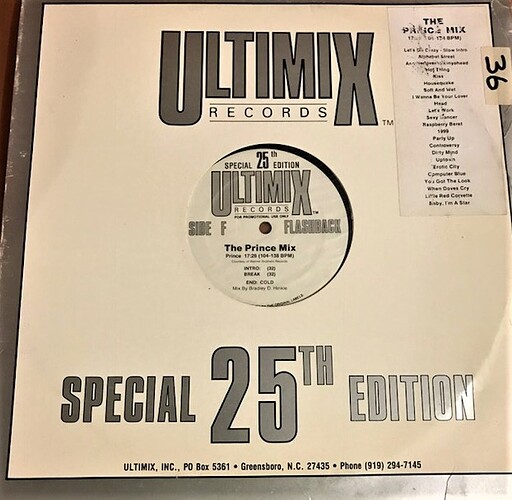 ULTIMIX
RECORDS
TM
THE
PRINCE MIX
Let's Go Crazy - Slow Intro
Alphabet Street
Hot Thing
Kiss
Housequake
Soft And Wet
I Wanna Be Your Lover
Head
Let's Work
Sexy Dancer
Raspberry Beret
1999
Party Up
Controversy
Dirty Mind
Uptown
Erotic City
Computer Blue
You Got The Look
When Doves Cry
Little Red Corvette
Baby, I'm A Star
36
SPECIAL 25th EDITION
ULTIMIX
RECORDS
TM
FOR PROMOTIONAL USE ONLY
SIDE F FLASHBACK
The Prince Mix
Prince 17:28 (104-138 BPM)
Courtesy of Warner Brothers Records
INTRO: (32)
BREAK (32)
END: COLD
Mix By Bradley D. Hinkle
SPECIAL 25TH EDITION
ULTIMIX, INC., PO Box 5361 • Greensboro, N.C. 27435 • Phone (919) 294-7145